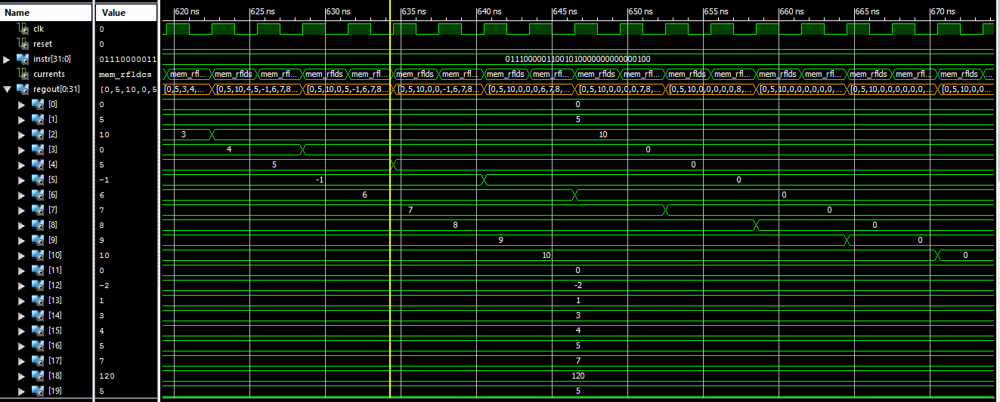 Name Value 620 ns 625 ns 630 ns 635 ns 640 ns 645 ns 650 ns 655 ns 660 ns 665 ns 670 ns
clk 0
reset 0
instr[31:0] 01110000011 01110000011001010000000000000100
currents mem_rfldcs mem_rfl... mem_rflds mem_rfl... mem_rflds mem_rfl... mem_rflds mem_rfl... mem_rflds mem_rfl... mem_rflds mem_rfl... mem_rflds mem_rfl... mem_rflds mem_rfl... mem_rflds mem_rfl... mem_rflds
regout[0:31] [0,5,10,0,5 [0,5,3,4,... [0,5,10,4,5,-1,6,7,8... [0,5,10,0,5,-1,6,7,8... [0,5,10,0,0,-1,6,7,8... [0,5,10,0,0,0,6,7,8,... [0,5,10,0,0,0,0,7,8,... [0,5,10,0,0,0,0,0,8,... [0,5,10,0,0,0,0,0,0,... [0,5,10,0,0,0,0,0,0,... [0,5,10,0,0...
[0] 0 0
[1] 5 5
[2] 10 3 10
[3] 0 4 0
[4] 5 5 0
[5] -1 -1 0
[6] 6 6 0
[7] 7 7 0
[8] 8 8 0
[9] 9 9 0
[10] 10 10 0
[11] 0 0
[12] -2 -2
[13] 1 1
[14] 3 3
[15] 4 4
[16] 5 5
[17] 7 7
[18] 120 120
[19] 5 5